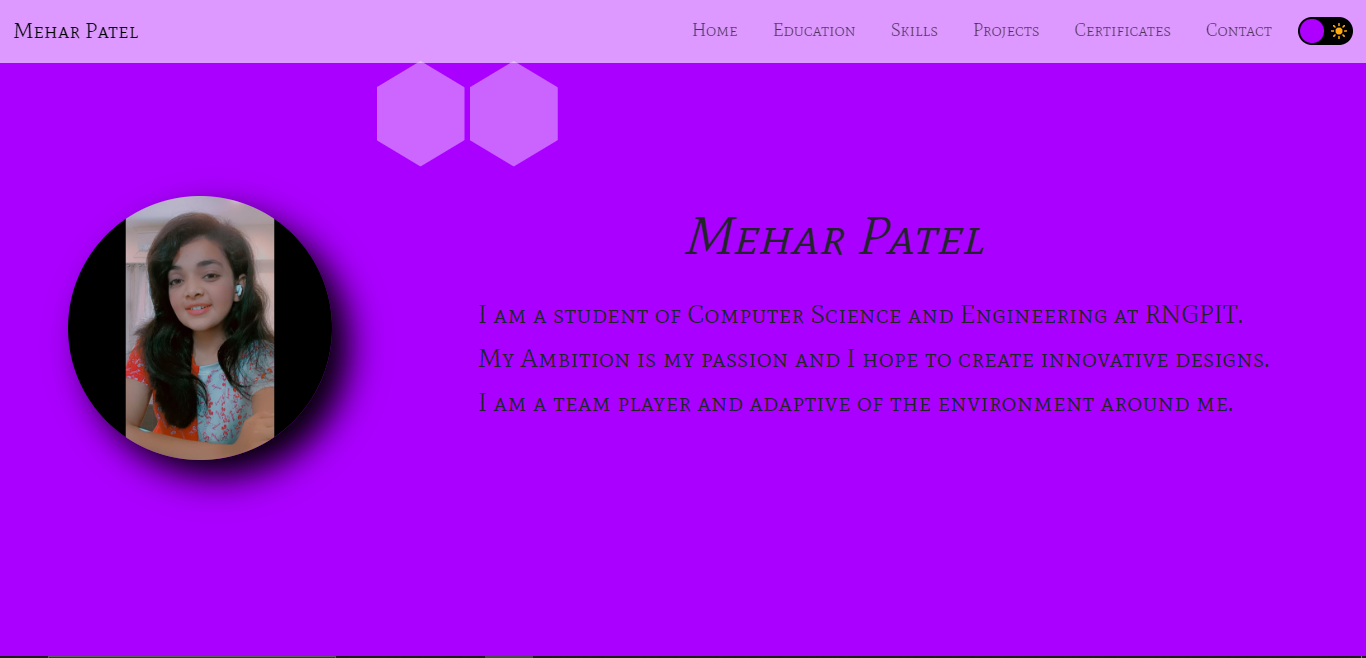 Mehar Patel
Home Education Skills Projects Certificates Contact
Mehar Patel
I am a student of Computer Science and Engineering at RNGPIT.
My Ambition is my passion and I hope to create innovative designs.
I am a team player and adaptive of the environment around me.